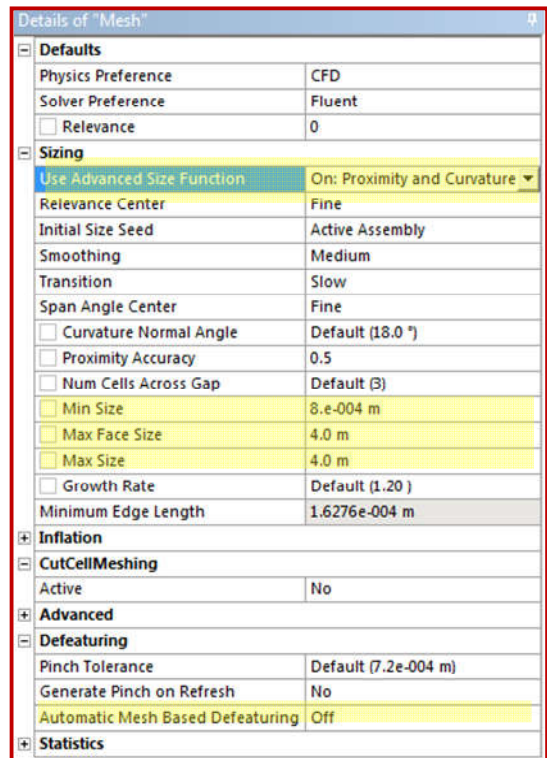 Details of "Mesh"
Defaults
Physics Preference CFD
Solver Preference Fluent
Relevance 0
Sizing
Use Advanced Size Function On: Proximity and Curvature
Relevance Center Fine
Initial Size Seed Active Assembly
Smoothing Medium
Transition Slow
Span Angle Center Fine
Curvature Normal Angle Default (18.0 °)
Proximity Accuracy 0.5
Num Cells Across Gap Default (3)
Min Size 8.e-004 m
Max Face Size 4.0 m
Max Size 4.0 m
Growth Rate Default (1.20 )
Minimum Edge Length 1.6276e-004 m
Inflation
CutCellMeshing
Active No
Advanced
Defeaturing
Pinch Tolerance Default (7.2e-004 m)
Generate Pinch on Refresh No
Automatic Mesh Based Defeaturing Off
Statistics